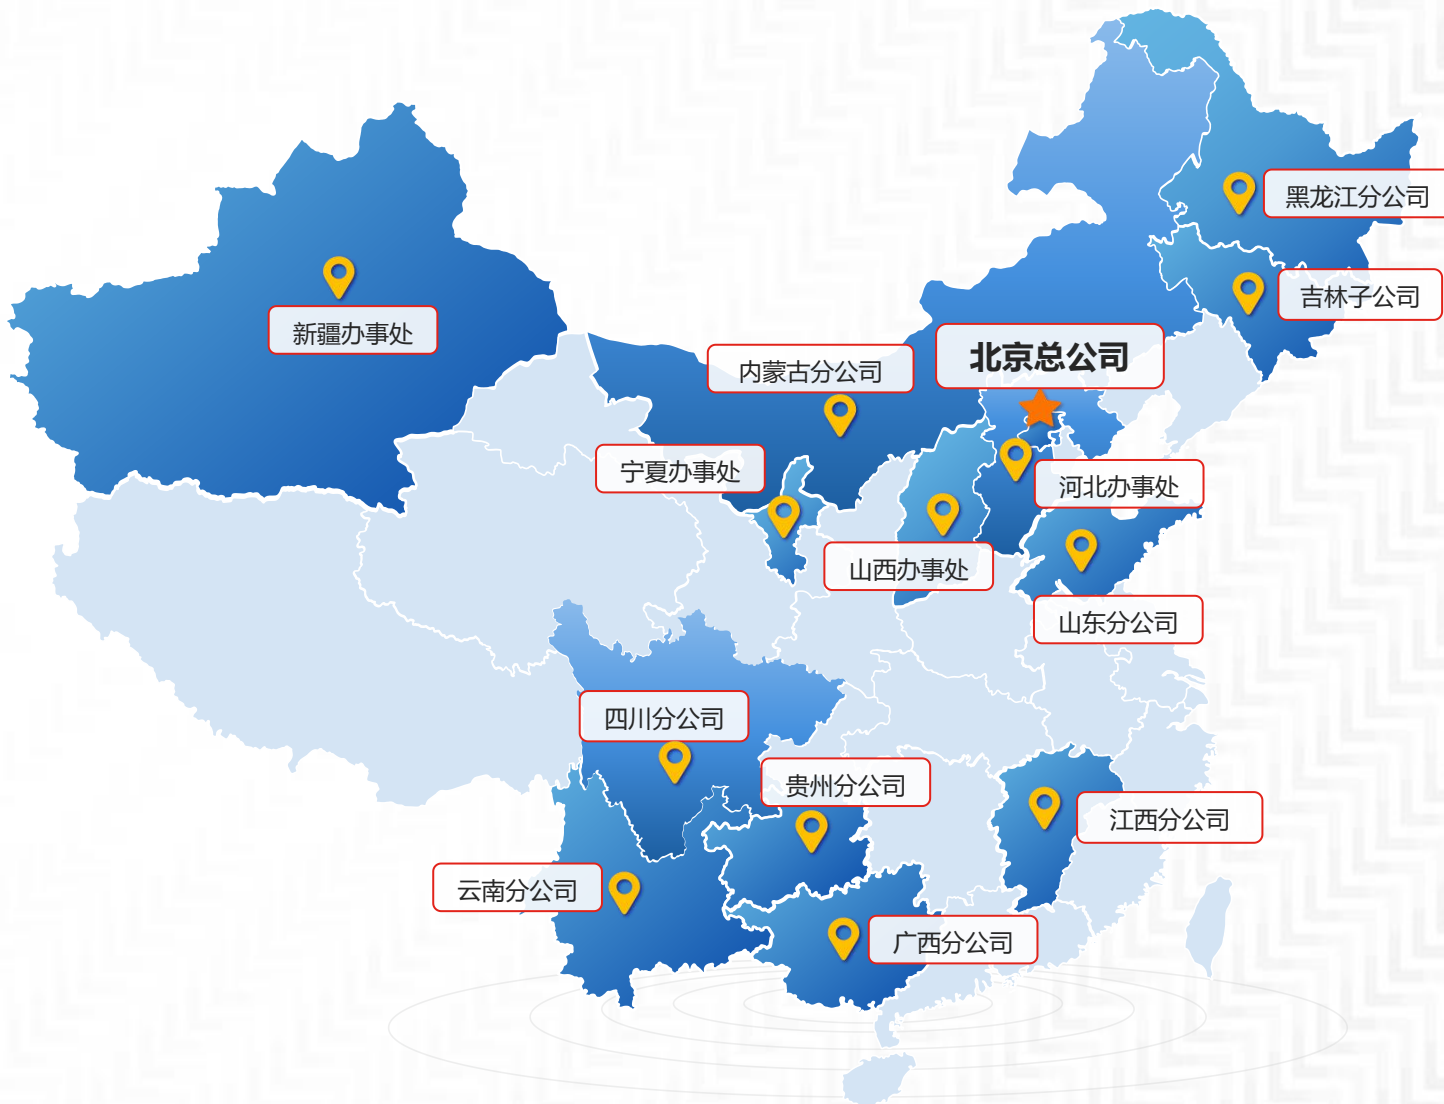 黑龙江分公司
吉林子公司
新疆办事处
北京总公司
内蒙古分公司
宁夏办事处
河北办事处
山西办事处
山东分公司
四川分公司
贵州分公司
江西分公司
云南分公司
广西分公司